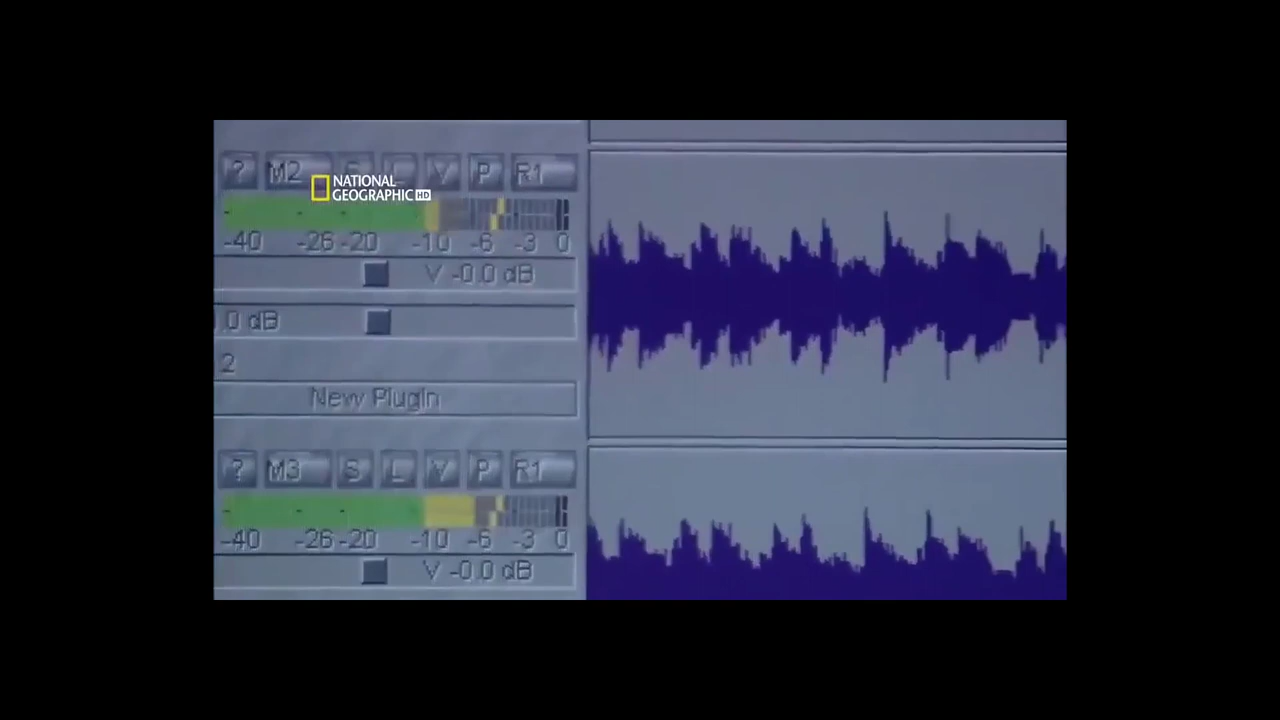 ? M2 S L V P R1
NATIONAL
GEOGRAPHIC HD
-40 -26 -20 -10 -6 -3 0
V -0.0 dB
.0 dB
2
New Plugin
? M3 S L V P R1
-40 -26 -20 -10 -6 -3 0
V -0.0 dB